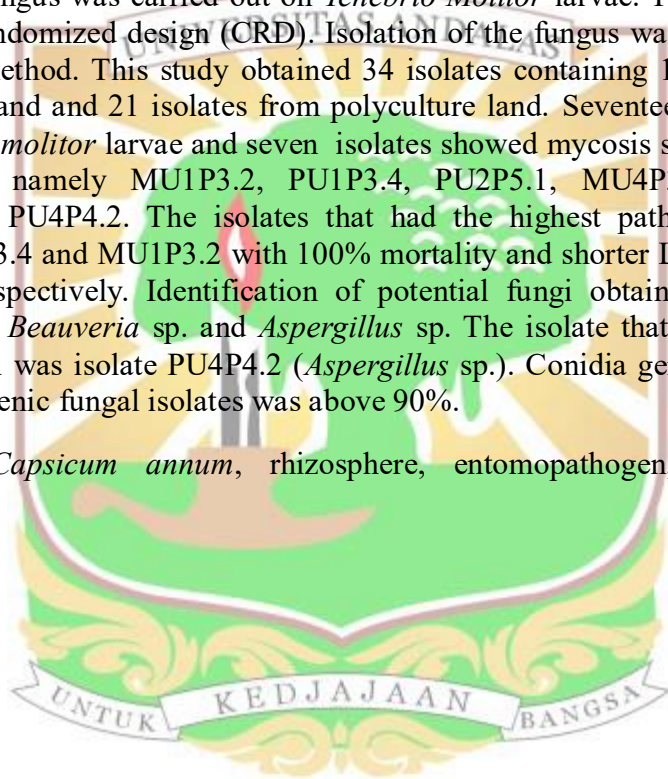 ungus was carried out on Tenebrio Molitor larvae. T
ndomized design (CRD). Isolation of the fungus wa
UNIVERSITAS ANDALAS
ethod. This study obtained 34 isolates containing 1
and and 21 isolates from polyculture land. Sevente
molitor larvae and seven isolates showed mycosis s
namely MU1P3.2, PU1P3.4, PU2P5.1, MU4P
PU4P4.2. The isolates that had the highest path
3.4 and MU1P3.2 with 100% mortality and shorter L
spectively. Identification of potential fungi obtain
Beauveria sp. and Aspergillus sp. The isolate that
was isolate PU4P4.2 (Aspergillus sp.). Conidia ge
enic fungal isolates was above 90%.
Capsicum annum, rhizosphere, entomopathogen,
UNTUK KEDJAJAAN BANGSA